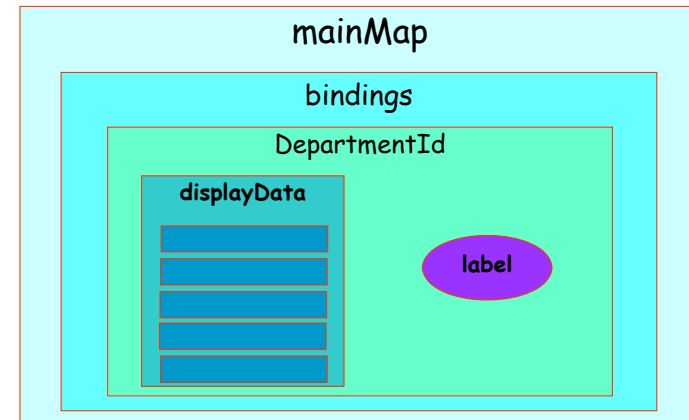 mainMap
bindings
DepartmentId
displayData
label